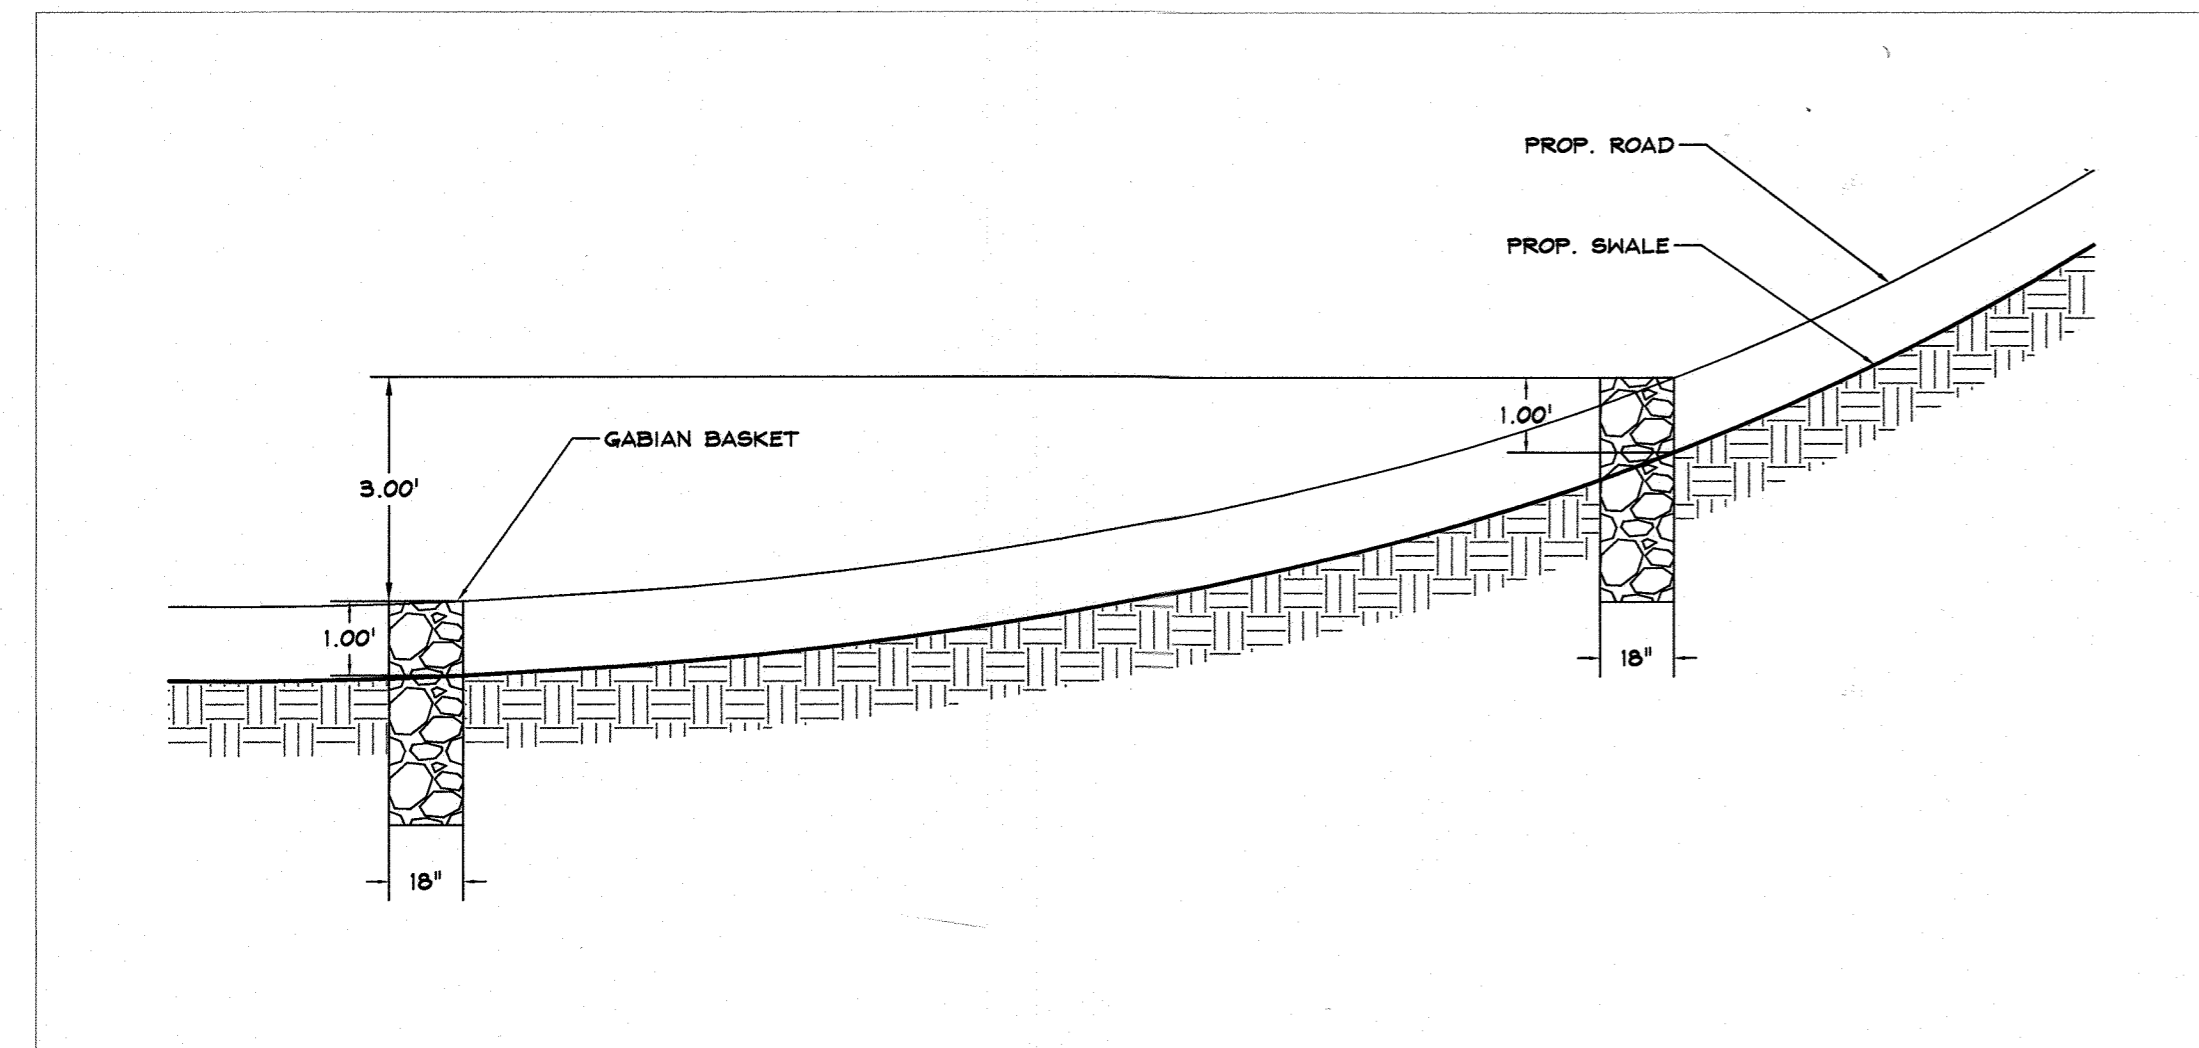 PROP. ROAD
PROP. SWALE
1.00'
GABIAN BASKET
3.00'
1.00'
18"
18"